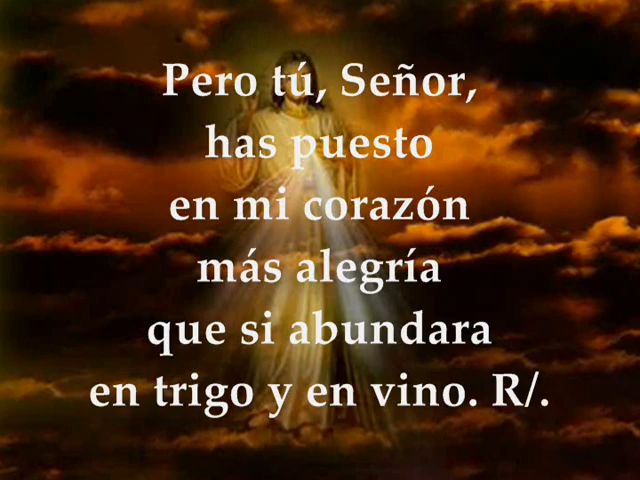 Pero tú, Señor,
has puesto
en mi corazón
más alegría
que si abundara
en trigo y en vino. R/.